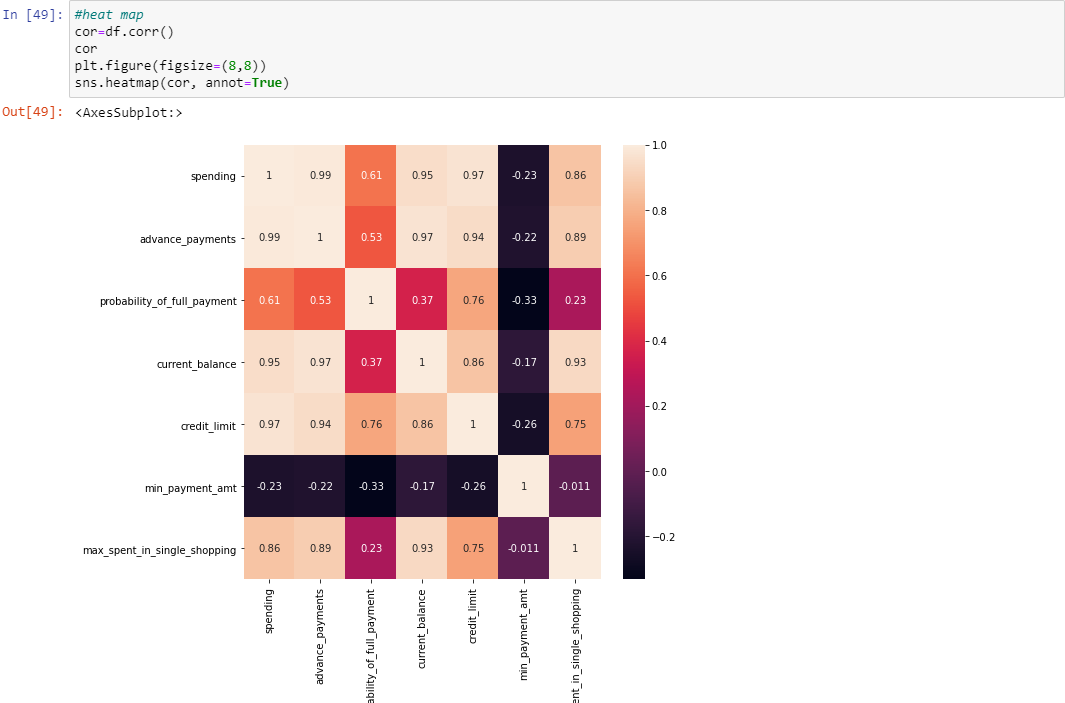 In [49]: #heat map
cor=df.corr()
cor
plt.figure(figsize=(8,8))
sns.heatmap(cor, annot=True)
Out[49]: <AxesSubplot:>
spending 1 0.99 0.61 0.95 0.97 -0.23 0.86
advance_payments 0.99 1 0.53 0.97 0.94 -0.22 0.89
probability_of_full_payment 0.61 0.53 1 0.37 0.76 -0.33 0.23
current_balance 0.95 0.97 0.37 1 0.86 -0.17 0.93
credit_limit 0.97 0.94 0.76 0.86 1 -0.26 0.75
min_payment_amt -0.23 -0.22 -0.33 -0.17 -0.26 1 -0.011
max_spent_in_single_shopping 0.86 0.89 0.23 0.93 0.75 -0.011 1
spending
advance_payments
ability_of_full_payment
current_balance
credit_limit
min_payment_amt
ent_in_single_shopping
1.0
0.8
0.6
0.4
0.2
0.0
−0.2